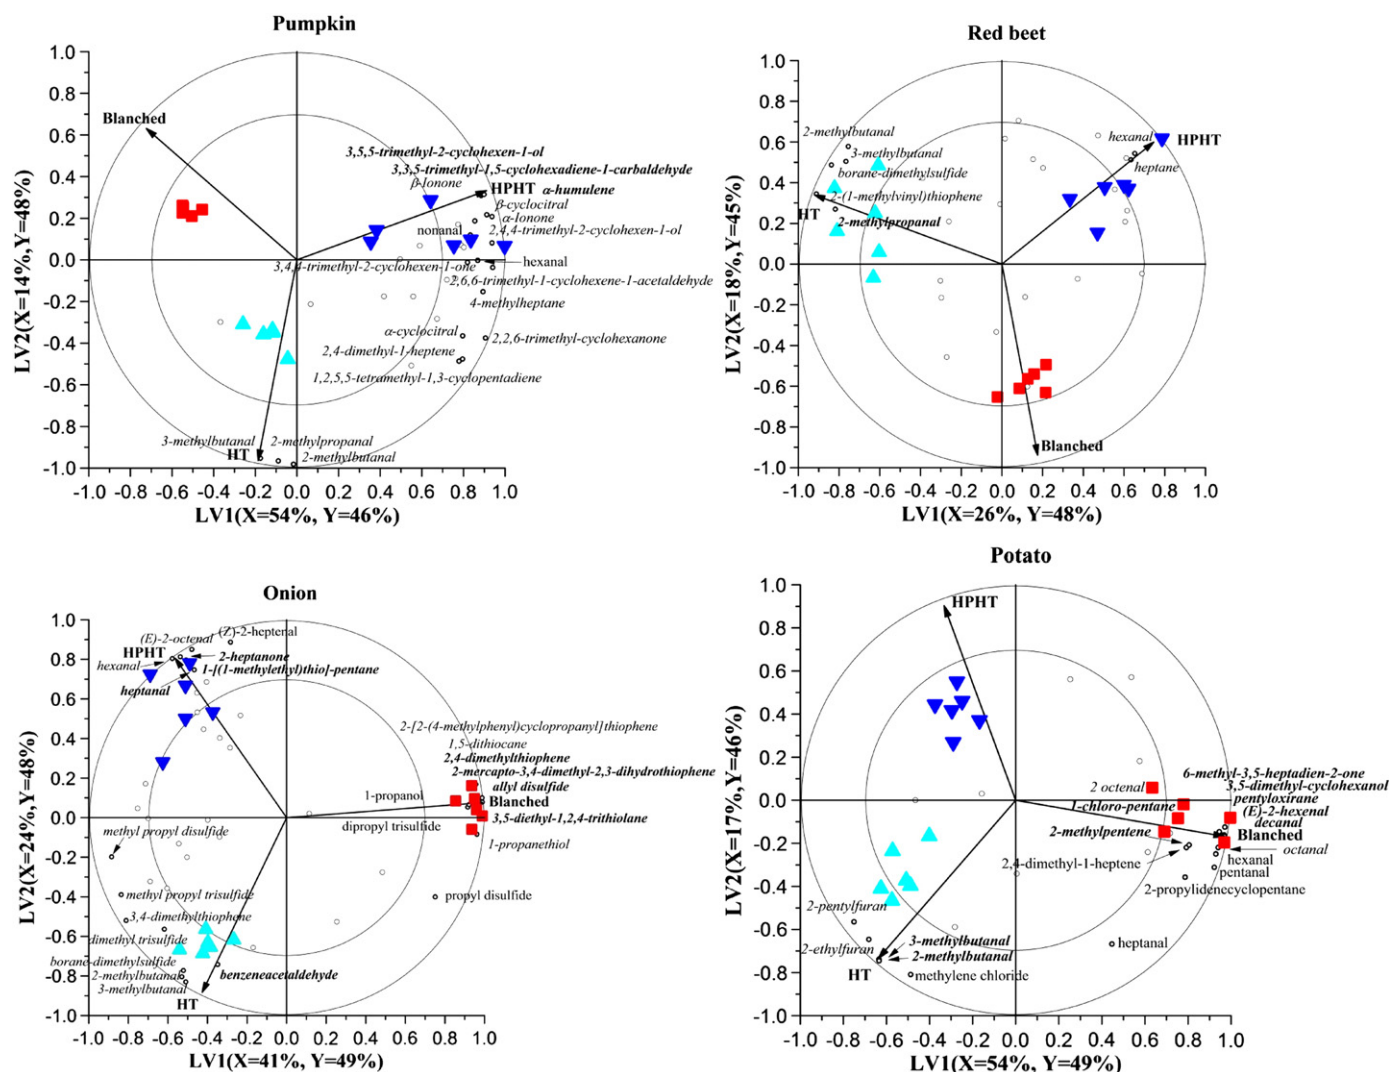 Pumpkin
1.0
0.8
0.6
0.4
0.2
0.0
-0.2
-0.4
-0.6
-0.8
-1.0
LV2(X=14%,Y=48%)
Blanched
3,5,5-trimethyl-2-cyclohexen-1-ol
3,3,5-trimethyl-1,5-cyclohexadiene-1-carbaldehyde
β-Ionone
HPHT α-humulene
β-cyclocitral
α-Ionone
nonanal
2,4,4-trimethyl-2-cyclohexen-1-ol
3,4,4-trimethyl-2-cyclohexen-1-one
hexanal
2,6,6-trimethyl-1-cyclohexene-1-acetaldehyde
4-methylheptane
α-cyclocitral
2,2,6-trimethyl-cyclohexanone
2,4-dimethyl-1-heptene
1,2,5,5-tetramethyl-1,3-cyclopentadiene
3-methylbutanal
2-methylpropanal
HT
2-methylbutanal
-1.0 -0.8 -0.6 -0.4 -0.2 0.0 0.2 0.4 0.6 0.8 1.0
LV1(X=54%, Y=46%)
Red beet
1.0
0.8
0.6
0.4
0.2
0.0
-0.2
-0.4
-0.6
-0.8
-1.0
LV2(X=18%,Y=45%)
2-methylbutanal
3-methylbutanal
borane-dimethylsulfide
2-(1-methylvinyl)thiophene
HT
2-methylpropanal
hexanal
HPHT
heptane
Blanched
-1.0 -0.8 -0.6 -0.4 -0.2 0.0 0.2 0.4 0.6 0.8 1.0
LV1(X=26%, Y=48%)
Onion
1.0
0.8
0.6
0.4
0.2
0.0
-0.2
-0.4
-0.6
-0.8
-1.0
LV2(X=24%,Y=48%)
(E)-2-octenal
(Z)-2-heptenal
HPHT
2-heptanone
hexanal
1-[(1-methylethyl)thio]-pentane
heptanal
2-[2-(4-methylphenyl)cyclopropanyl]thiophene
1,5-dithiocane
2,4-dimethylthiophene
2-mercapto-3,4-dimethyl-2,3-dihydrothiophene
allyl disulfide
1-propanol
Blanched
dipropyl trisulfide
3,5-diethyl-1,2,4-trithiolane
methyl propyl disulfide
1-propanethiol
methyl propyl trisulfide
propyl disulfide
3,4-dimethylthiophene
dimethyl trisulfide
borane-dimethylsulfide
2-methylbutanal
benzeneacetaldehyde
3-methylbutanal
HT
-1.0 -0.8 -0.6 -0.4 -0.2 0.0 0.2 0.4 0.6 0.8 1.0
LV1(X=41%, Y=49%)
Potato
1.0
0.8
0.6
0.4
0.2
0.0
-0.2
-0.4
-0.6
-0.8
-1.0
LV2(X=17%,Y=46%)
HPHT
6-methyl-3,5-heptadien-2-one
2 octenal
3,5-dimethyl-cyclohexanol
pentyloxirane
1-chloro-pentane
(E)-2-hexenal
decanal
2-methylpentene
Blanched
octanal
2,4-dimethyl-1-heptene
hexanal
pentanal
2-propylidenecyclopentane
2-pentylfuran
3-methylbutanal
2-ethylfuran
2-methylbutanal
heptanal
HT
methylene chloride
-1.0 -0.8 -0.6 -0.4 -0.2 0.0 0.2 0.4 0.6 0.8 1.0
LV1(X=54%, Y=49%)